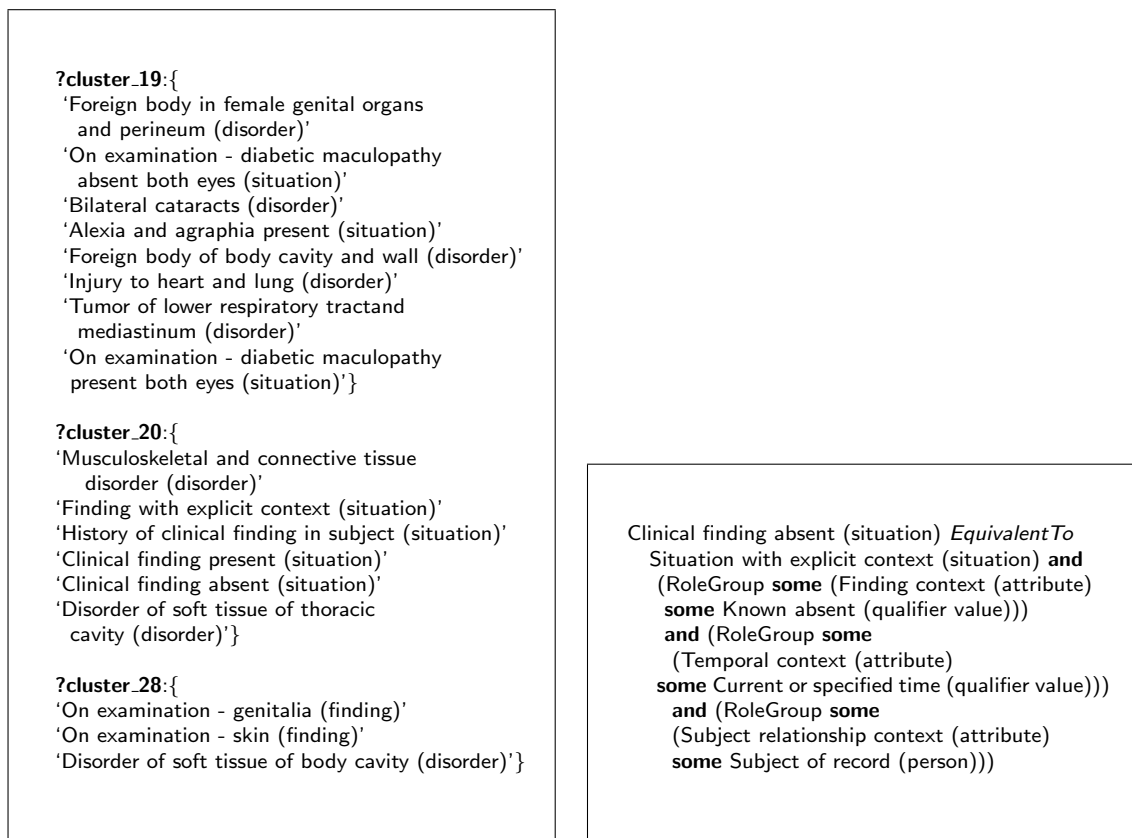 ?cluster_19:{
‘Foreign body in female genital organs
and perineum (disorder)’
‘On examination - diabetic maculopathy
absent both eyes (situation)’
‘Bilateral cataracts (disorder)’
‘Alexia and agraphia present (situation)’
‘Foreign body of body cavity and wall (disorder)’
‘Injury to heart and lung (disorder)’
‘Tumor of lower respiratory tractand
mediastinum (disorder)’
‘On examination - diabetic maculopathy
present both eyes (situation)’}
?cluster_20:{
‘Musculoskeletal and connective tissue
disorder (disorder)’
‘Finding with explicit context (situation)’
‘History of clinical finding in subject (situation)’
‘Clinical finding present (situation)’
‘Clinical finding absent (situation)’
‘Disorder of soft tissue of thoracic
cavity (disorder)’}
?cluster_28:{
‘On examination - genitalia (finding)’
‘On examination - skin (finding)’
‘Disorder of soft tissue of body cavity (disorder)’}
Clinical finding absent (situation) EquivalentTo
Situation with explicit context (situation) and
(RoleGroup some (Finding context (attribute)
some Known absent (qualifier value)))
and (RoleGroup some
(Temporal context (attribute)
some Current or specified time (qualifier value)))
and (RoleGroup some
(Subject relationship context (attribute)
some Subject of record (person)))